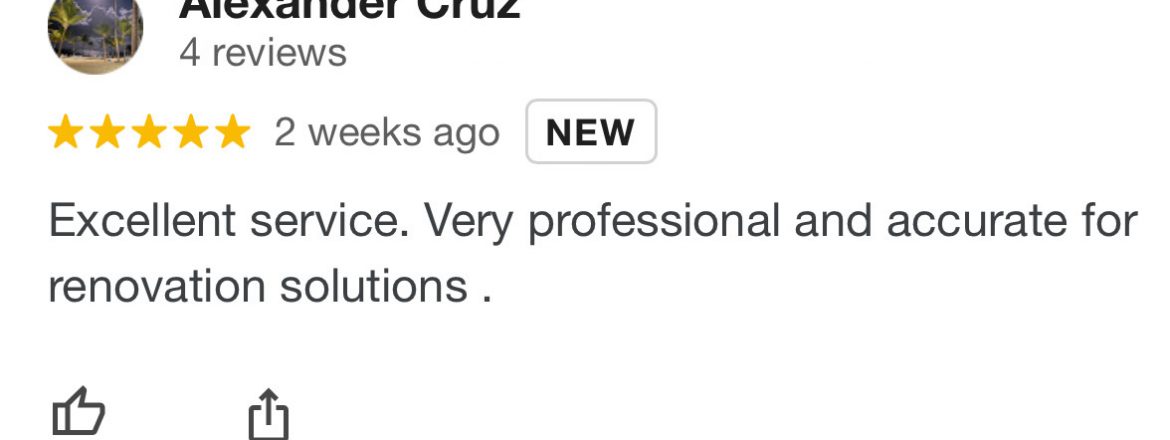 Alexander Cruz
4 reviews
2 weeks ago NEW
Excellent service. Very professional and accurate for
renovation solutions .